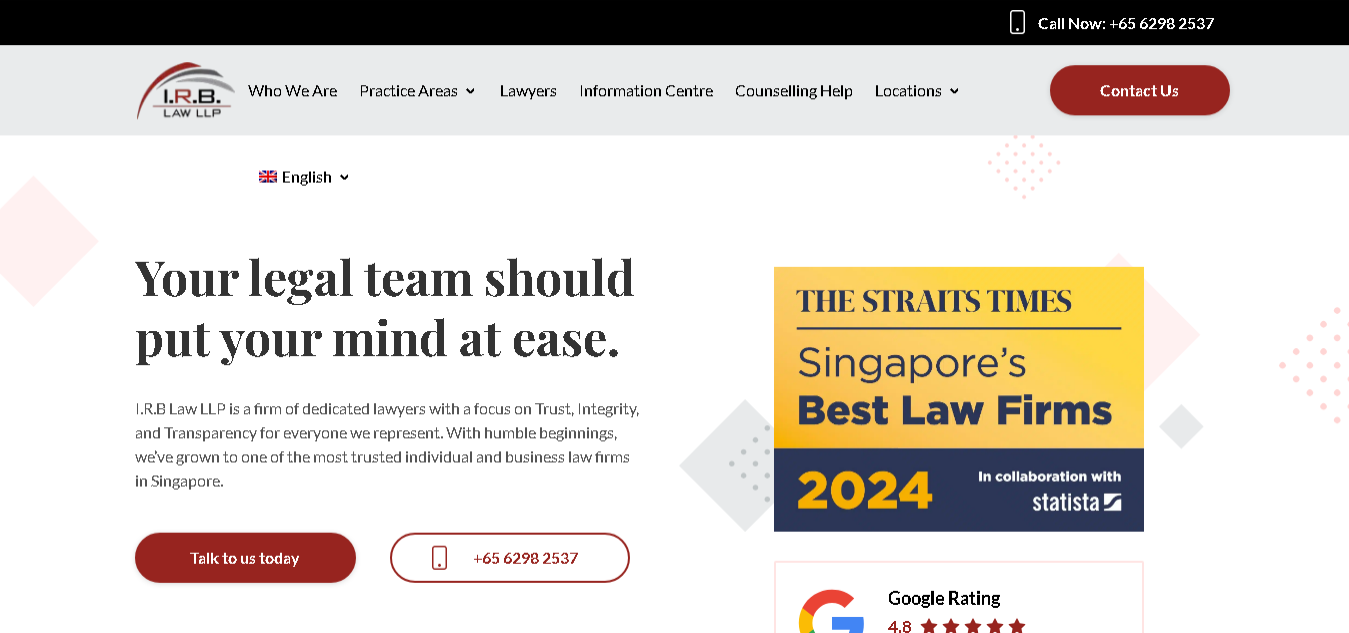 Call Now: +65 6298 2537
I.R.B.
LAW LLP
Who We Are Practice Areas Lawyers Information Centre Counselling Help Locations Contact Us
English
Your legal team should
put your mind at ease.
I.R.B Law LLP is a firm of dedicated lawyers with a focus on Trust, Integrity,
and Transparency for everyone we represent. With humble beginnings,
we've grown to one of the most trusted individual and business law firms
in Singapore.
Talk to us today +65 6298 2537
THE STRAITS TIMES
Singapore's
Best Law Firms
2024
In collaboration with
statista
Google Rating
4.8